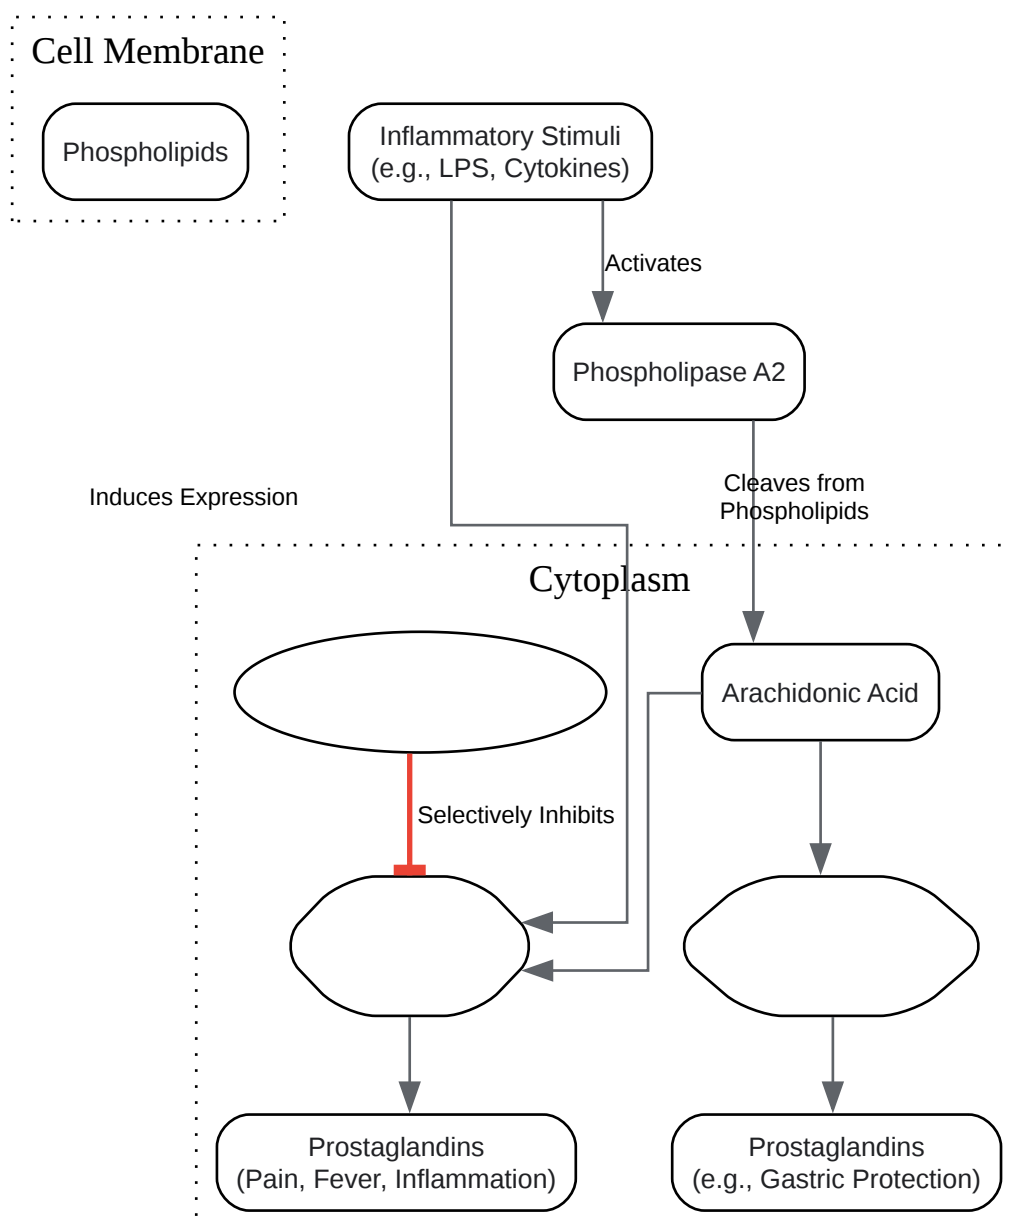 Cell Membrane
Phospholipids
Inflammatory Stimuli
(e.g., LPS, Cytokines)
Activates
Phospholipase A2
Induces Expression
Cleaves from
Phospholipids
Cytoplasm
Arachidonic Acid
Selectively Inhibits
Prostaglandins
(Pain, Fever, Inflammation)
Prostaglandins
(e.g., Gastric Protection)